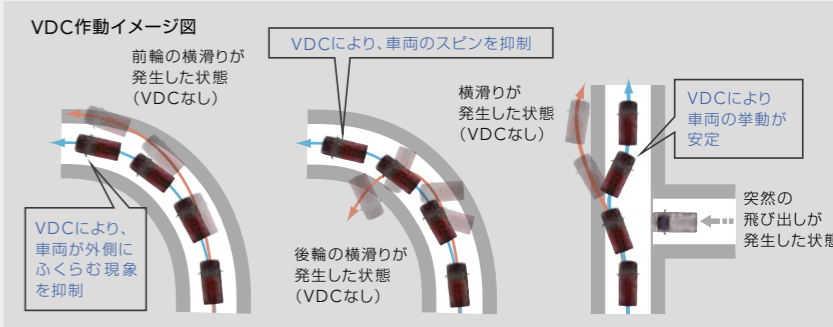 VDC作動イメージ図
前輪の横滑りが
発生した状態
(VDCなし)
VDCにより、
車両が外側に
ふくらむ現象
を抑制
VDCにより、車両のスピンを抑制
後輪の横滑りが
発生した状態
(VDCなし)
横滑りが
発生した状態
(VDCなし)
VDCにより
車両の挙動が
安定
突然の
飛び出しが
発生した状態